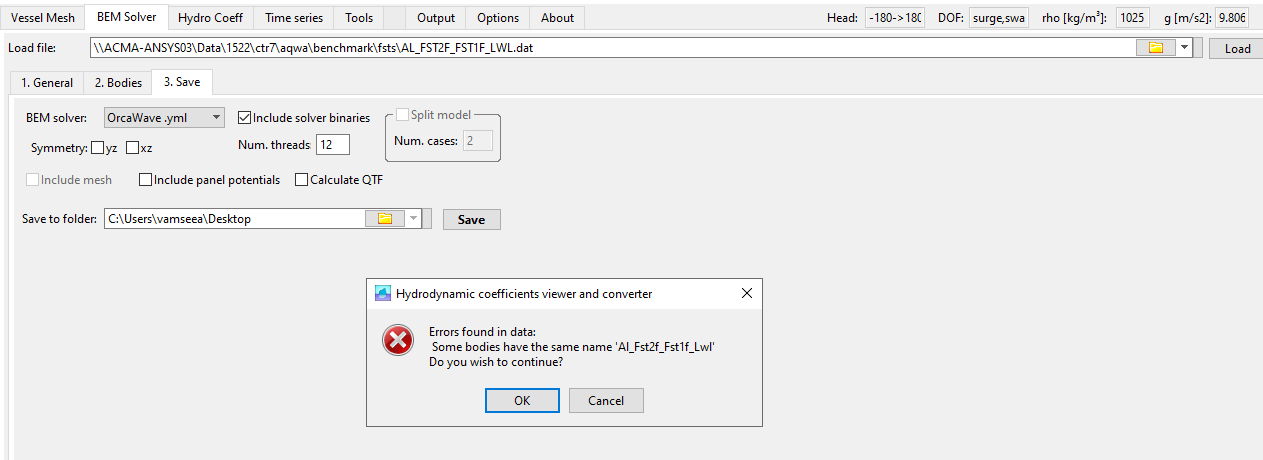 Vessel Mesh BEM Solver Hydro Coeff Time series Tools Output Options About Head: -180->180 DOF: surge,swa rho [kg/m³]: 1025 g [m/s2]: 9.806
Load file: \\ACMA-ANSYS03\Data\1522\ctr7\aqwa\benchmark\fsts\AL_FST2F_FST1F_LWL.dat Load
1. General 2. Bodies 3. Save
BEM solver: OrcaWave .yml Include solver binaries Split model
Symmetry: yz xz Num. threads: 12 Num. cases: 2
Include mesh Include panel potentials Calculate QTF
Save to folder: C:\Users\vamseea\Desktop Save
Hydrodynamic coefficients viewer and converter
Errors found in data:
Some bodies have the same name 'Al_Fst2f_Fst1f_Lwl'
Do you wish to continue?
OK Cancel